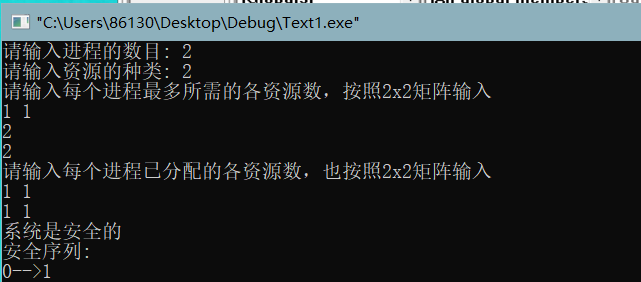 "C:\Users\86130\Desktop\Debug\Text1.exe"
请输入进程的数目: 2
请输入资源的种类: 2
请输入每个进程最多所需的各资源数，按照2x2矩阵输入
1 1
2
2
请输入每个进程已分配的各资源数，也按照2x2矩阵输入
1 1
1 1
系统是安全的
安全序列:
0-->1